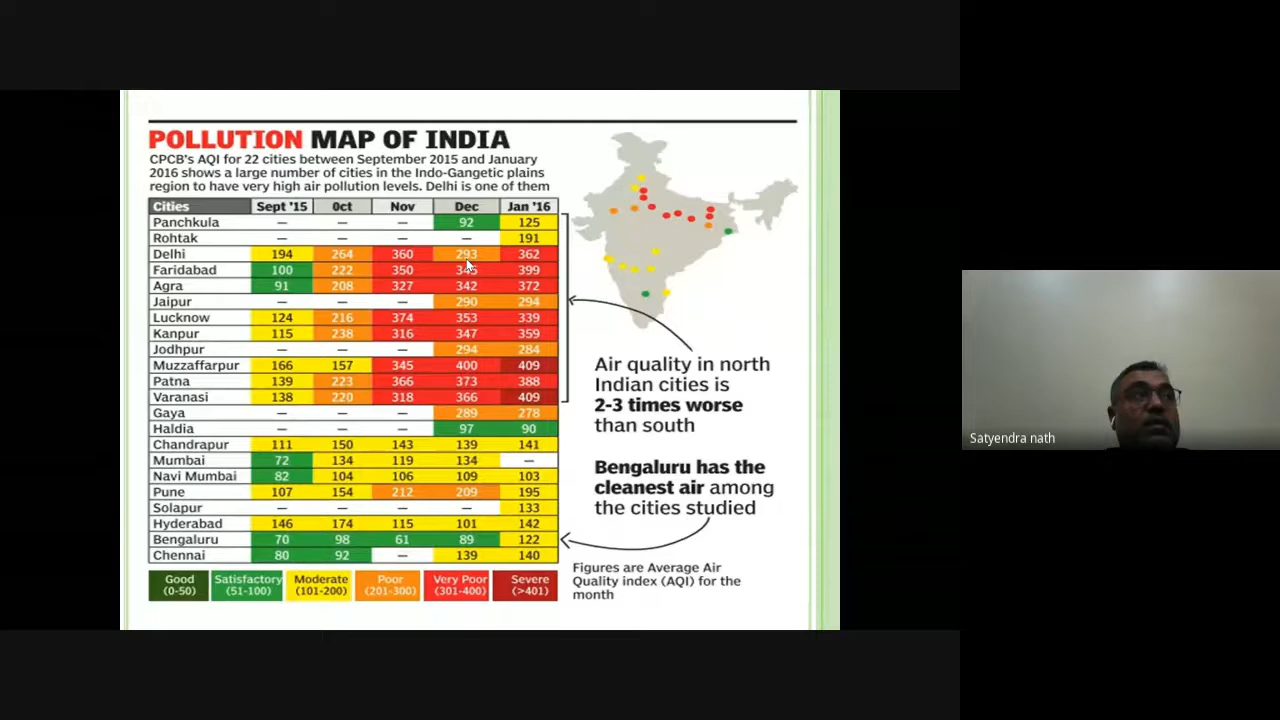 POLLUTION MAP OF INDIA
CPCB's AQI for 22 cities between September 2015 and January
2016 shows a large number of cities in the Indo-Gangetic plains
region to have very high air pollution levels. Delhi is one of them
Cities Sept '15 Oct Nov Dec Jan '16
Panchkula — — — 92 125
Rohtak — — — — 191
Delhi 194 264 360 293 362
Faridabad 100 222 350 345 399
Agra 91 208 327 342 372
Jaipur — — — 290 294
Lucknow 124 216 374 353 339
Kanpur 115 238 316 347 359
Jodhpur — — — 294 284
Muzzaffarpur 166 157 345 400 409
Patna 139 223 366 373 388
Varanasi 138 220 318 366 409
Gaya — — — 289 278
Haldia — — — 97 90
Chandrapur 111 150 143 139 141
Mumbai 72 134 119 134 —
Navi Mumbai 82 104 106 109 103
Pune 107 154 212 209 195
Solapur — — — — 133
Hyderabad 146 174 115 101 142
Bengaluru 70 98 61 89 122
Chennai 80 92 — 139 140
Good Satisfactory Moderate Poor Very Poor Severe
(0-50) (51-100) (101-200) (201-300) (301-400) (>401)
Air quality in north
Indian cities is
2-3 times worse
than south
Bengaluru has the
cleanest air among
the cities studied
Figures are Average Air
Quality index (AQI) for the
month
Satyendra nath